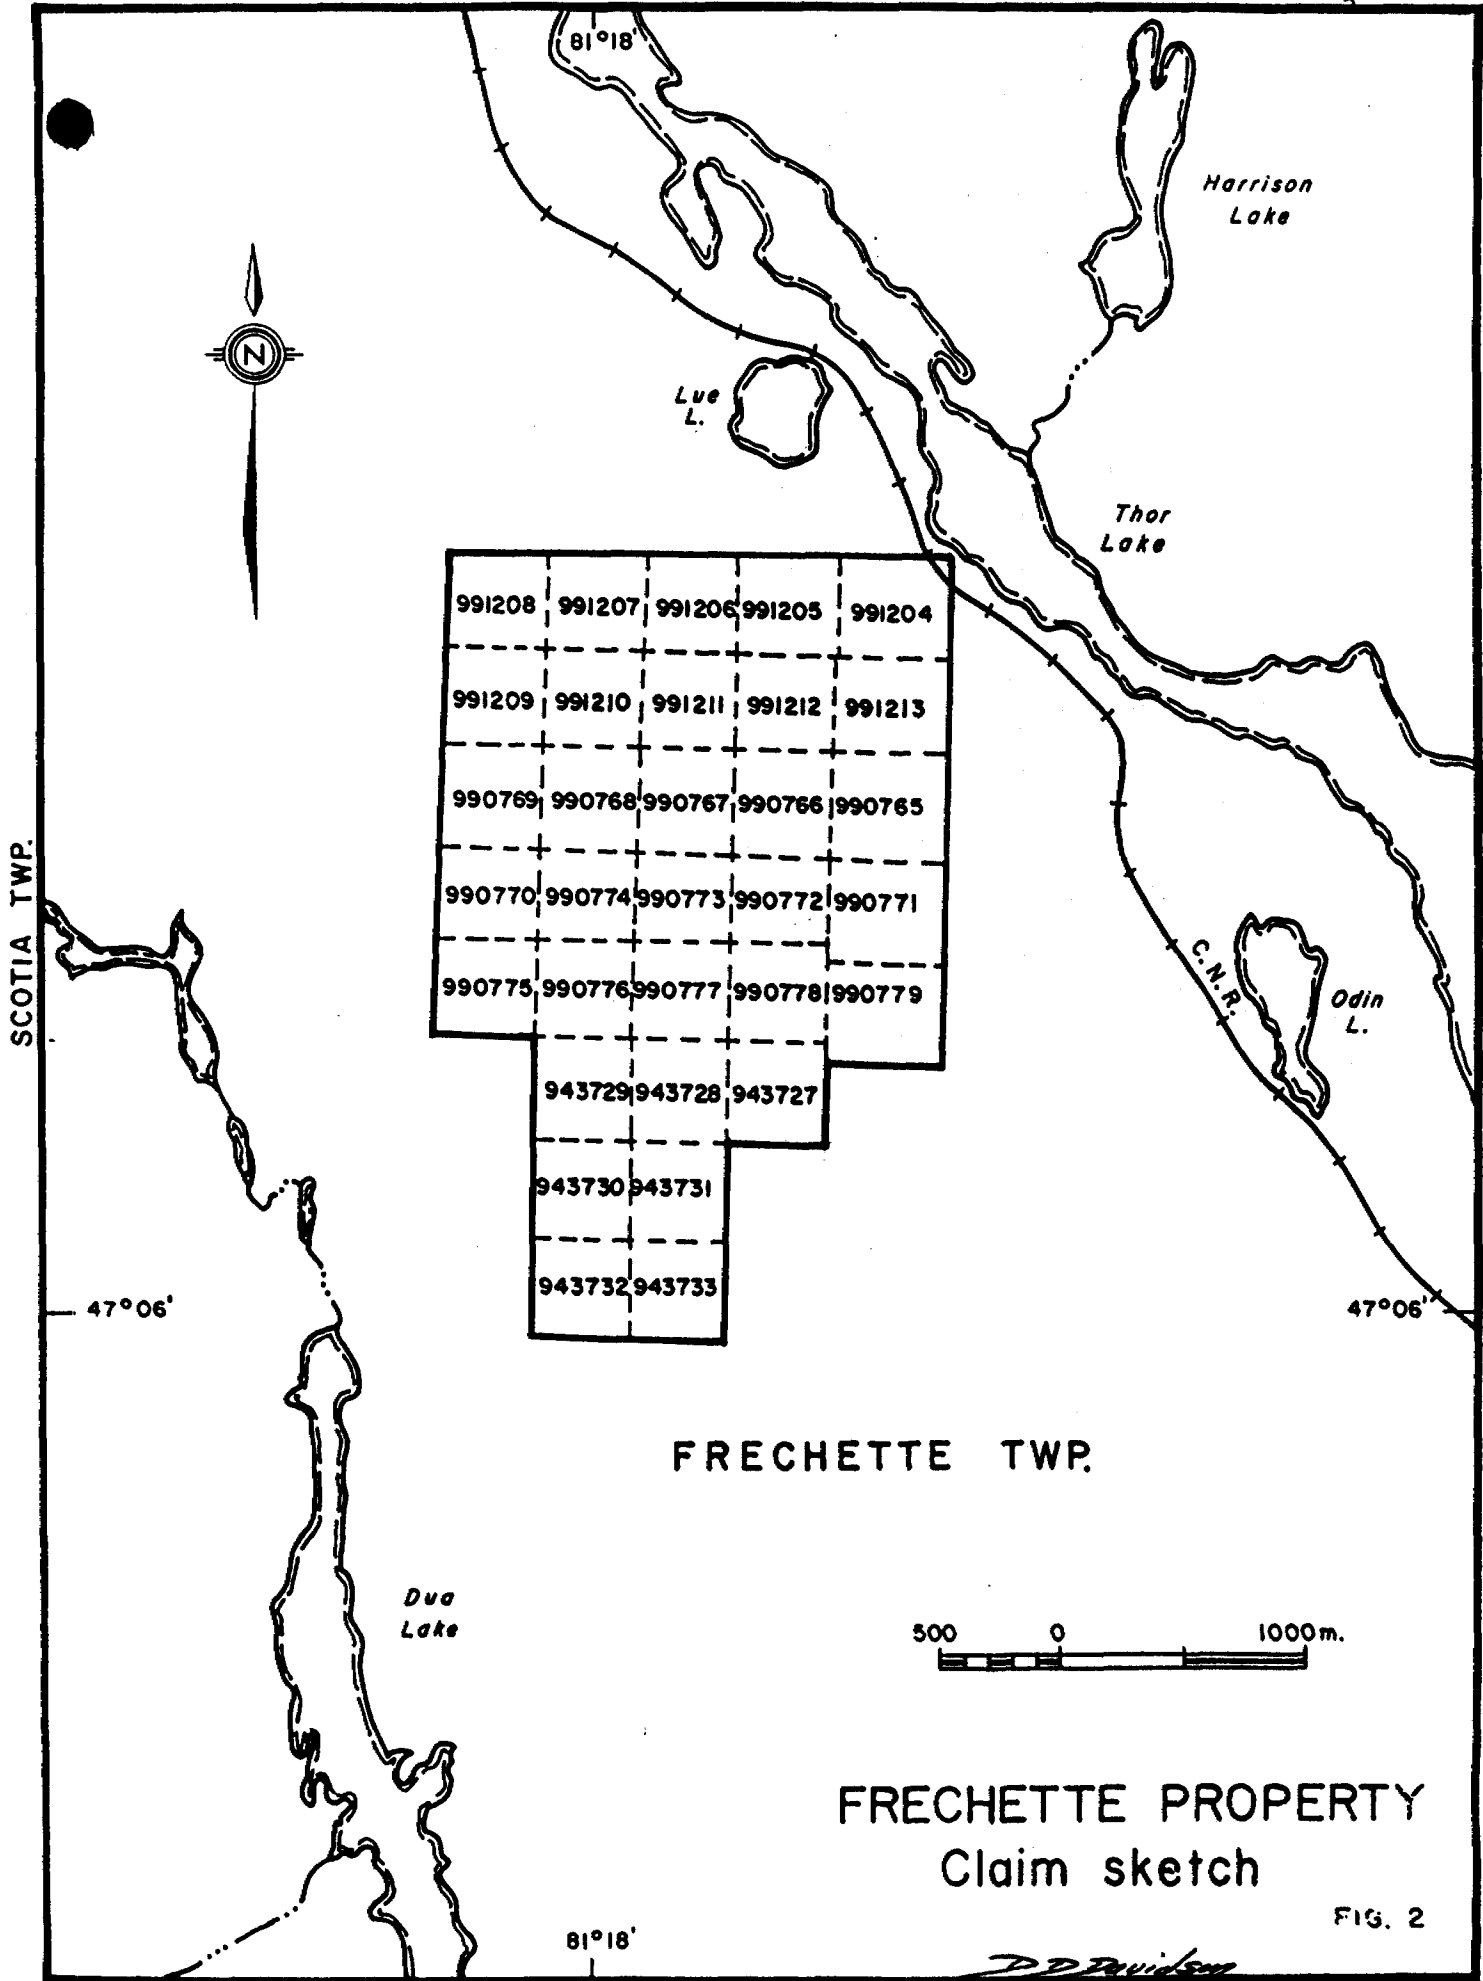 81°18'
Harrison
Lake
N
Lue
L.
Thor
Lake
991208 991207 991206 991205 991204
991209 991210 991211 991212 991213
990769 990768 990767 990766 990765
990770 990774 990773 990772 990771
990775 990776 990777 990778 990779
943729 943728 943727
943730 943731
943732 943733
SCOTIA TWP.
C.N.R.
Odin
L.
47°06'
47°06'
FRECHETTE TWP.
Dua
Lake
500 0 1000m.
FRECHETTE PROPERTY
Claim sketch
FIG. 2
81°18'
D D Davidson